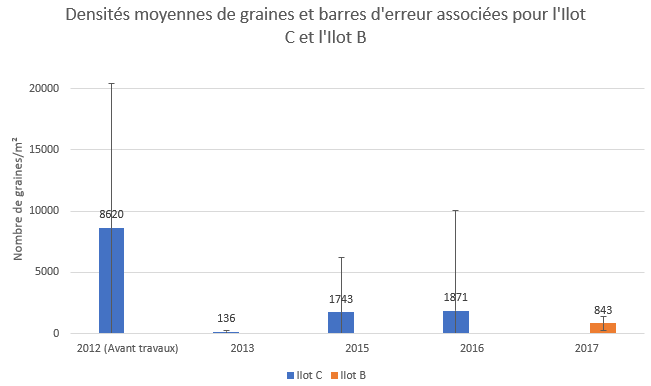 Densités moyennes de graines et barres d'erreur associées pour l'Ilot
C et l'Ilot B
Nombre de graines/m²
20000
15000
10000
5000
0
8620
136
1743
1871
843
2012 (Avant travaux)
2013
2015
2016
2017
Ilot C
Ilot B